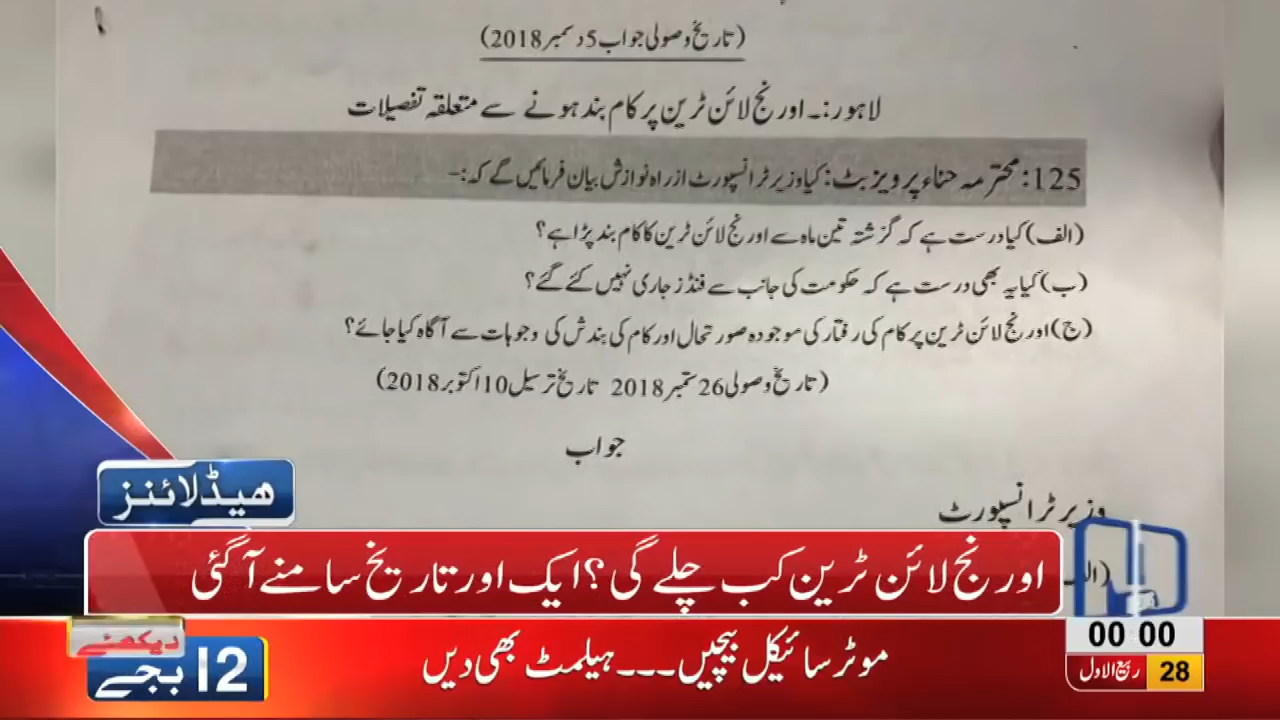 (تاریخ وصولی جواب 5 دسمبر 2018)
لاہور:۔ اورنج لائن ٹرین پر کام بند ہونے سے متعلقہ تفصیلات
125: محترمہ حناء پرویز بٹ: کیا وزیر ٹرانسپورٹ ازراہ نوازش بیان فرمائیں گے کہ:-
(الف) کیا درست ہے کہ گزشتہ تین ماہ سے اورنج لائن ٹرین کا کام بند پڑا ہے؟
(ب) کیا یہ بھی درست ہے کہ حکومت کی جانب سے فنڈز جاری نہیں کئے گئے؟
(ج) اورنج لائن ٹرین پر کام کی رفتار کی موجودہ صورتحال اور کام کی بندش کی وجوہات سے آگاہ کیا جائے؟
(تاریخ وصولی 26 ستمبر 2018 تاریخ ترسیل 10 اکتوبر 2018)
جواب
وزیر ٹرانسپورٹ
ھیڈلائنز
اورنج لائن ٹرین کب چلے گی؟ ایک اور تاریخ سامنے آ گئی
دیکھئے
12 بجے
موٹر سائیکل بیچیں۔۔۔ ہیلمٹ بھی دیں
00 00
28 ربیع الاول